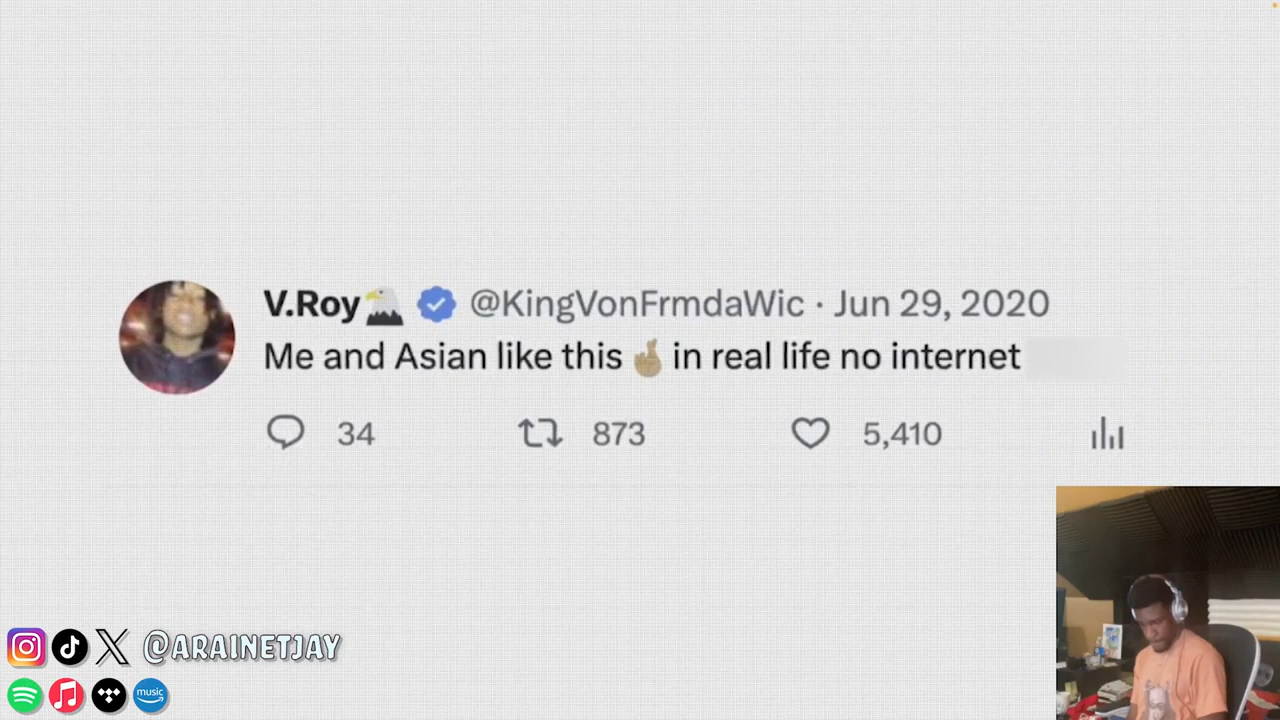 V.Roy🦅 @KingVonFrmdaWic · Jun 29, 2020
Me and Asian like this 🤞🏽 in real life no internet
34 873 5,410
@ARAINETJAY
music